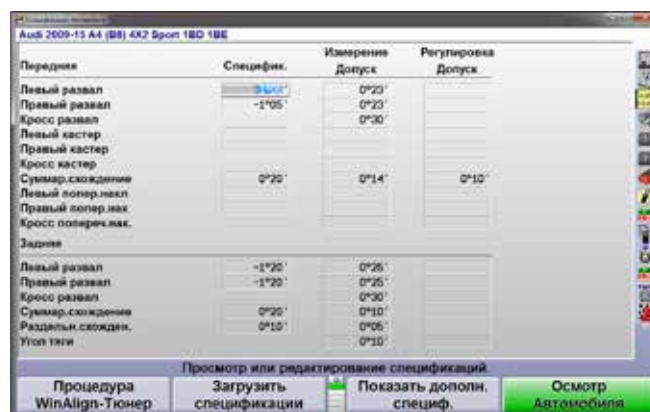 Audi 2009-15 A4 (B8) 4X2 Sport 1BD 1BE
Передняя Специфик. Измерение Допуск Регулировка Допуск
Левый развал 0°23'
Правый развал -1°05' 0°23'
Кросс развал 0°30'
Левый кастер
Правый кастер
Кросс кастер
Суммар.схождение 0°20' 0°14' 0°10'
Левый попер.накл
Правый попер.нак
Кросс попереч.нак.
Задняя
Левый развал -1°20' 0°25'
Правый развал -1°20' 0°25'
Кросс развал 0°30'
Суммар.схождение 0°20' 0°10'
Раздельн.схожден. 0°10' 0°05'
Угол тяги 0°10'
Просмотр или редактирование спецификаций.
Процедура WinAlign-Тюнер Загрузить спецификации Показать дополн. специф. Осмотр Автомобиля